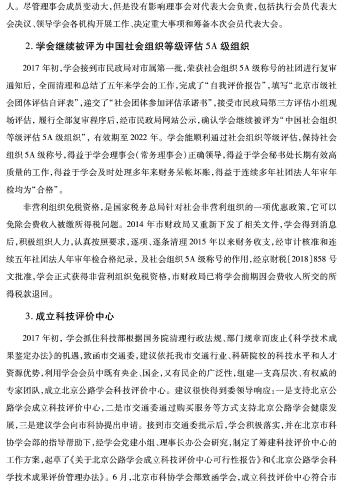 人。尽管理事会成员变动大,但是没有影响理事会对代表大会负责,包括执行会员代表大
会决议、领导学会各机构开展工作、决定重大事项和筹备本次会员代表大会。
2. 学会继续被评为中国社会组织等级评估 5A 级组织
2017 年初,学会接到市民政局对市属第一批,荣获社会组织 5A 级称号的社团进行复审
通知后,全面清理和总结了五年来学会的工作,完成了“自我评价报告”,填写“北京市级社
会团体评估自评表”,递交了“社会团体参加评估承诺书”,接受市民政局第三方评估小组现
场评估,履行全部复审程序后,经市民政局网站公示,确认学会继续被评为“中国社会组织
等级评估 5A 级组织”,有效期至 2022 年。学会能顺利通过社会组织等级评估,保持社会
组织 5A 级称号,得益于学会理事会(常务理事会)正确领导,得益于学会秘书处长期有效高
质量的工作,得益于学会及时处理多年来财务呆帐坏账,得益于连续多年社团法人年审年
检均为“合格”。
非营利组织免税资格,是国家税务总局针对社会非营利组织的一项优惠政策,它可以
免除会费收入被缴所得税问题。2014 年市财政局又重新下发了相关文件,学会得到消息
后,积极组织人力,认真按照要求,逐项、逐条清理 2015 年以来财务收支,经审计核准和连
续五年社团法人年审年检合格纪录,及社会组织 5A 级称号的作用,经京财税〔2018〕858 号
文批准,学会正式获得非营利组织免税资格,市财政局已将学会前期因会费收入所交的所
得税款退回。
3. 成立科技评价中心
2017 年初,学会抓住科技部根据国务院清理行政法规、部门规章而废止《科学技术成
果鉴定办法》的机遇,致函市交通委,建议依托我市交通行业、科研院校的科技水平和人才
资源优势,利用学会会员中既有央企、国企,又有民企的广泛性,组建一支高层次、有权威的
专家团队,成立北京公路学会科技评价中心。建议很快得到委领导响应:一是支持北京公
路学会成立科技评价中心,二是市交通委通过购买服务等方式支持北京公路学会健康发
展,三是建议学会向市科协提出申请。接到市交通委批示后,学会积极落实,并在北京市科
协学会部的指导帮助下,经学会党建小组、理事长办公会研究,制定了筹建科技评价中心的
工作方案,起草了《关于北京公路学会成立科技评价中心可行性报告》和《北京公路学会科
学技术成果评价管理办法》。6 月,北京市科协学会部致函学会,成立科技评价中心符合市